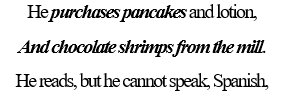 He purchases pancakes and lotion,
And chocolate shrimps from the mill.
He reads, but he cannot speak, Spanish,